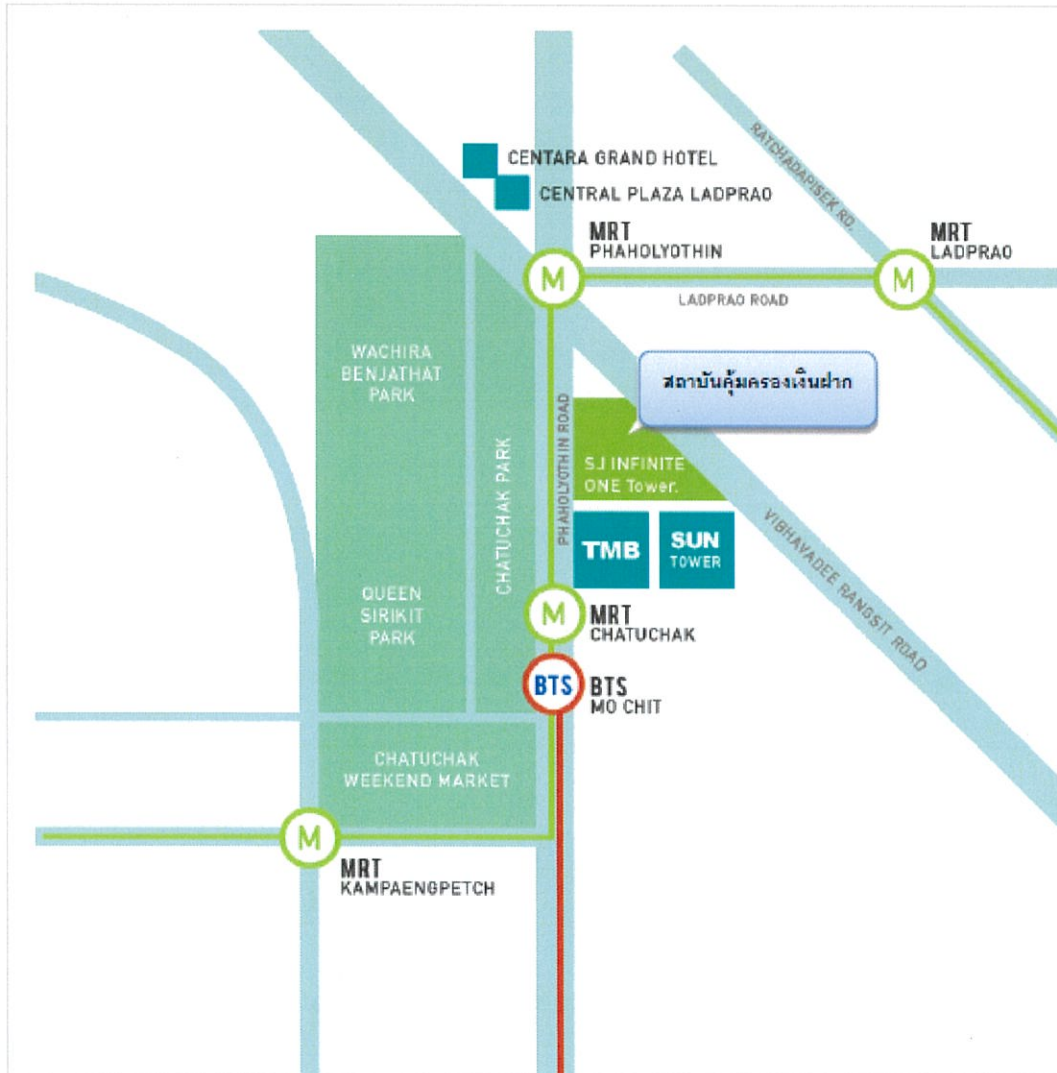 CENTARA GRAND HOTEL
CENTRAL PLAZA LADPRAO
RATCHADAPISEK RD.
MRT
PHAHOLYOTHIN
MRT
LADPRAO
M
M
LADPRAO ROAD
WACHIRA
BENJATHAT
PARK
สถาบันคุ้มครองเงินฝาก
CHATUCHAK PARK
PHAHOLYOTHIN ROAD
SJ INFINITE
ONE Tower.
TMB
SUN
TOWER
VIBHAVADEE RANGSIT ROAD
QUEEN
SIRIKIT
PARK
M
MRT
CHATUCHAK
BTS
BTS
MO CHIT
CHATUCHAK
WEEKEND MARKET
M
MRT
KAMPAENGPETCH